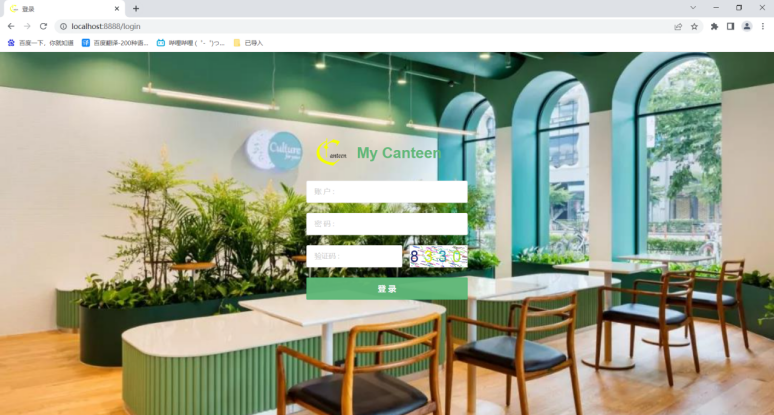 登录
localhost:8888/login
百度一下，你就知道
百度翻译-200种语...
哔哩哔哩 (゜-゜)つ...
已导入
Culture
anteen
My Canteen
账 户：
密 码：
验证码：
登 录